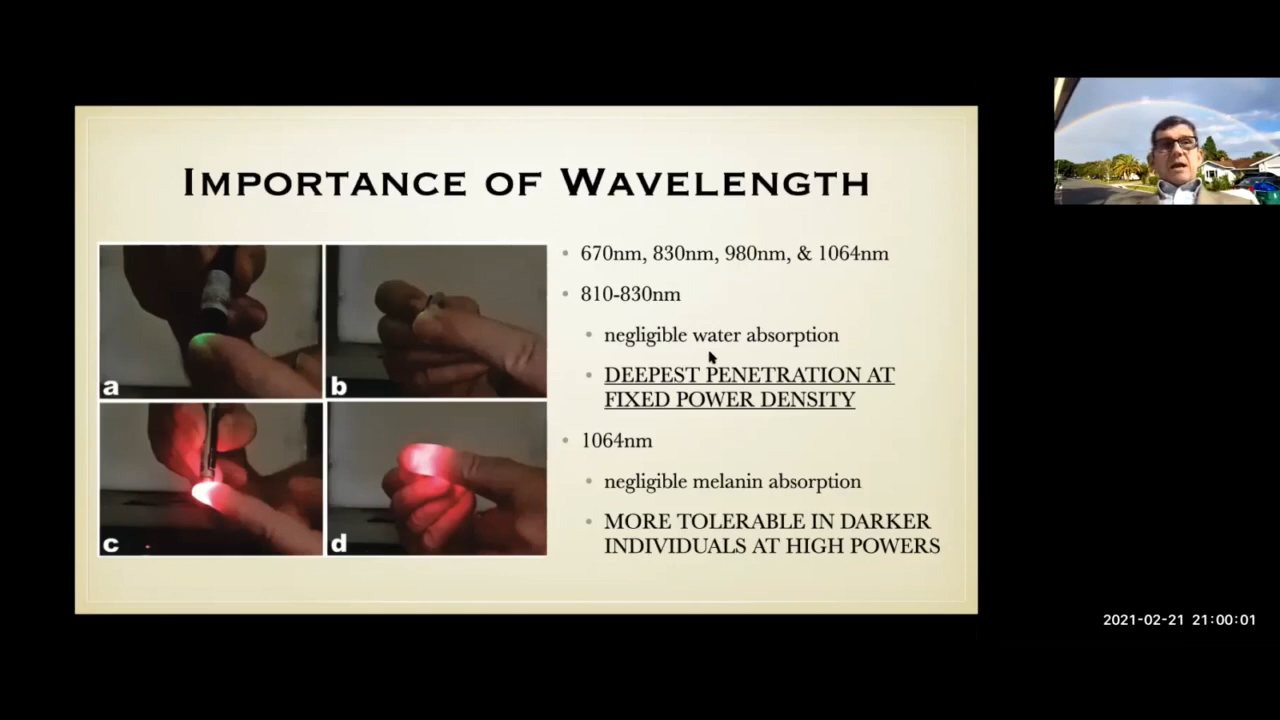 IMPORTANCE OF WAVELENGTH
670nm, 830nm, 980nm, & 1064nm
810-830nm
negligible water absorption
DEEPEST PENETRATION AT
FIXED POWER DENSITY
1064nm
negligible melanin absorption
MORE TOLERABLE IN DARKER
INDIVIDUALS AT HIGH POWERS
a
b
c
d
2021-02-21 21:00:01